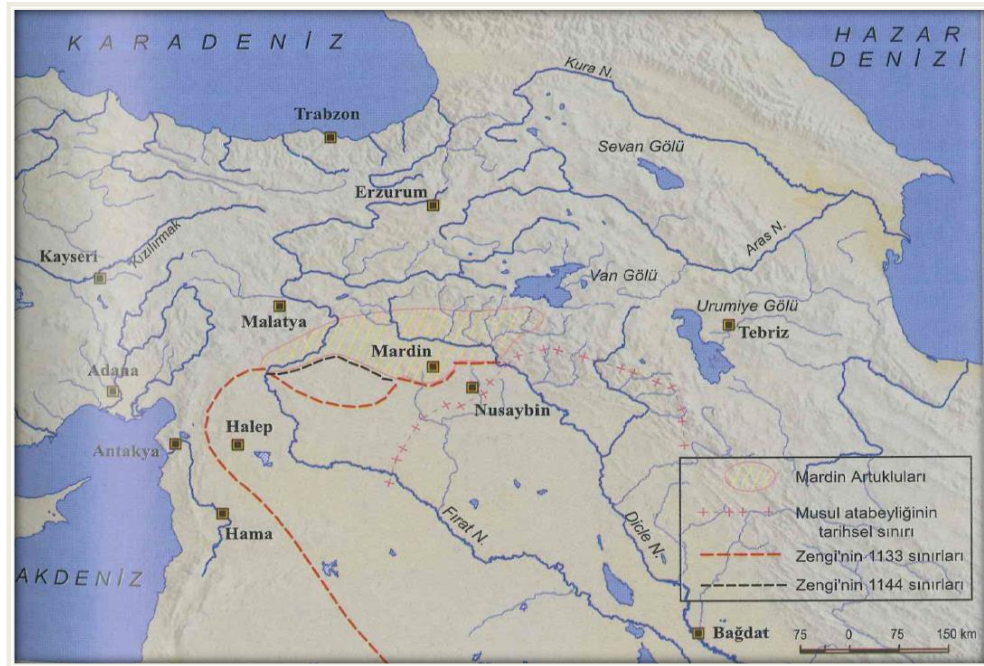 KARADENİZ
HAZAR
DENİZİ
Kura N.
Trabzon
Sevan Gölü
Erzurum
Aras N.
Kızılırmak
Kayseri
Van Gölü
Urumiye Gölü
Malatya
Tebriz
Mardin
Adana
Nusaybin
Halep
Antakya
Mardin Artukluları
Musul atabeyliğinin
tarihsel sınırı
Fırat N.
Dicle N.
Hama
Zengi'nin 1133 sınırları
AKDENİZ
Zengi'nin 1144 sınırları
Bağdat
75 0 75 150 km